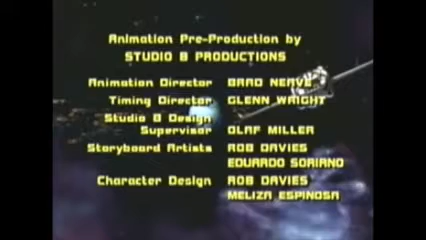 Animation Pre-Production by
STUDIO B PRODUCTIONS
Animation Director BRAD NEAVE
Timing Director GLENN WRIGHT
Studio B Design
Supervisor OLAF MILLER
Storyboard Artists ROB DAVIES
EDUARDO SORIANO
Character Design ROB DAVIES
MELIZA ESPINOSA